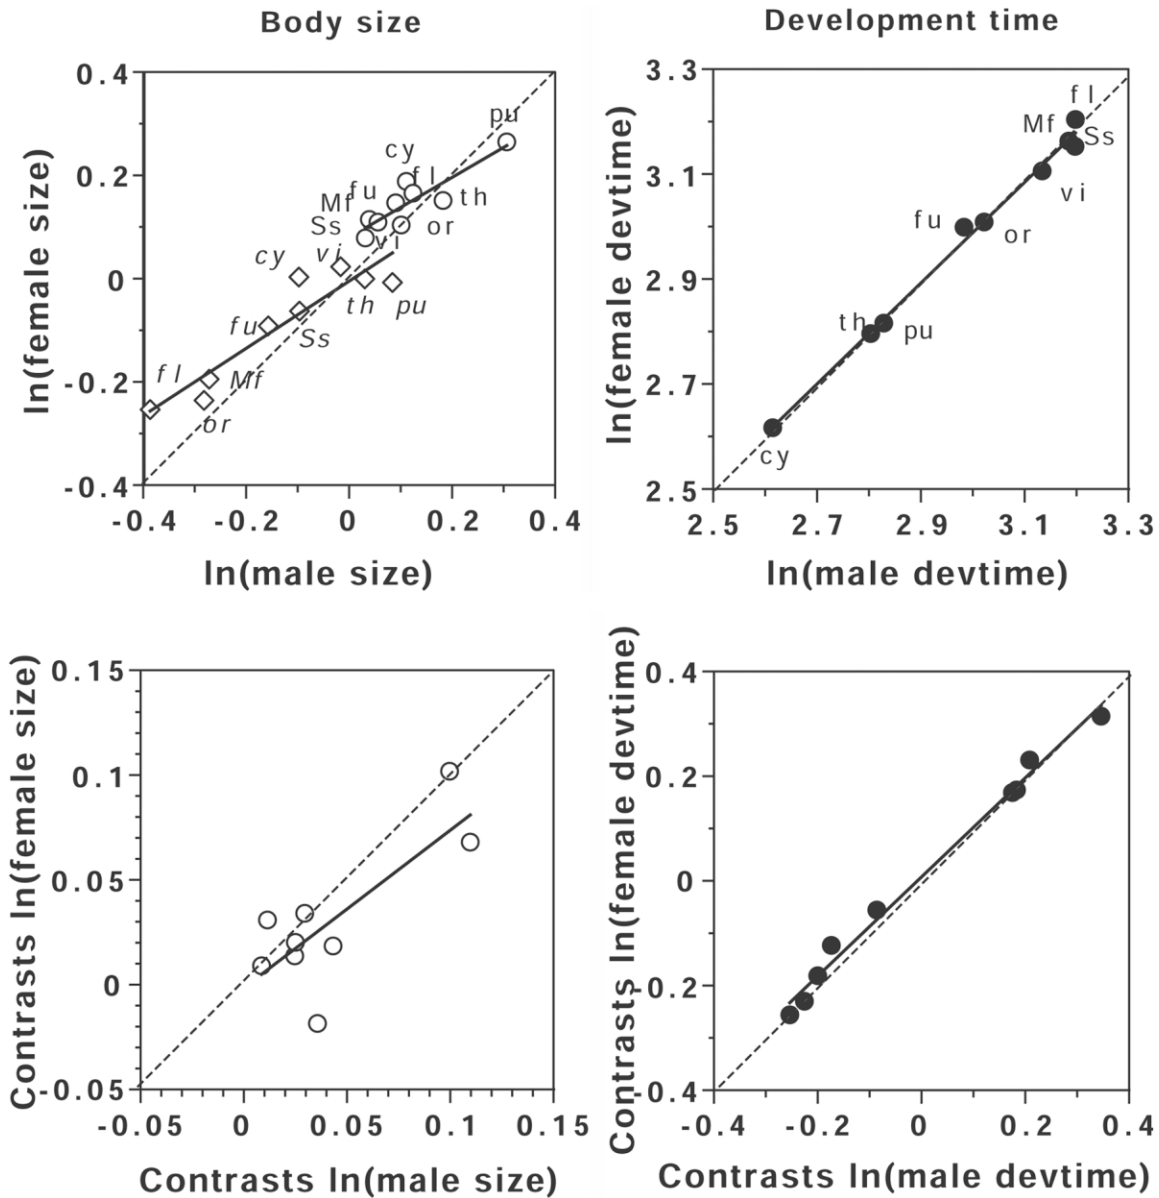 Body size
0.4
0.2
0
-0.2
-0.4
ln(female size)
pu
cy
fl
fu
th
Mf
Ss
or
vi
cy
vi
th
pu
fu
Ss
fl
Mf
or
-0.4 -0.2 0 0.2 0.4
ln(male size)
Development time
3.3
3.1
2.9
2.7
2.5
ln(female devtime)
fl
Mf
Ss
vi
fu
or
th
pu
cy
2.5 2.7 2.9 3.1 3.3
ln(male devtime)
0.15
0.1
0.05
0
-0.05
Contrasts ln(female size)
-0.05 0 0.05 0.1 0.15
Contrasts ln(male size)
0.4
0.2
0
-0.2
-0.4
Contrasts ln(female devtime)
-0.4 -0.2 0 0.2 0.4
Contrasts ln(male devtime)